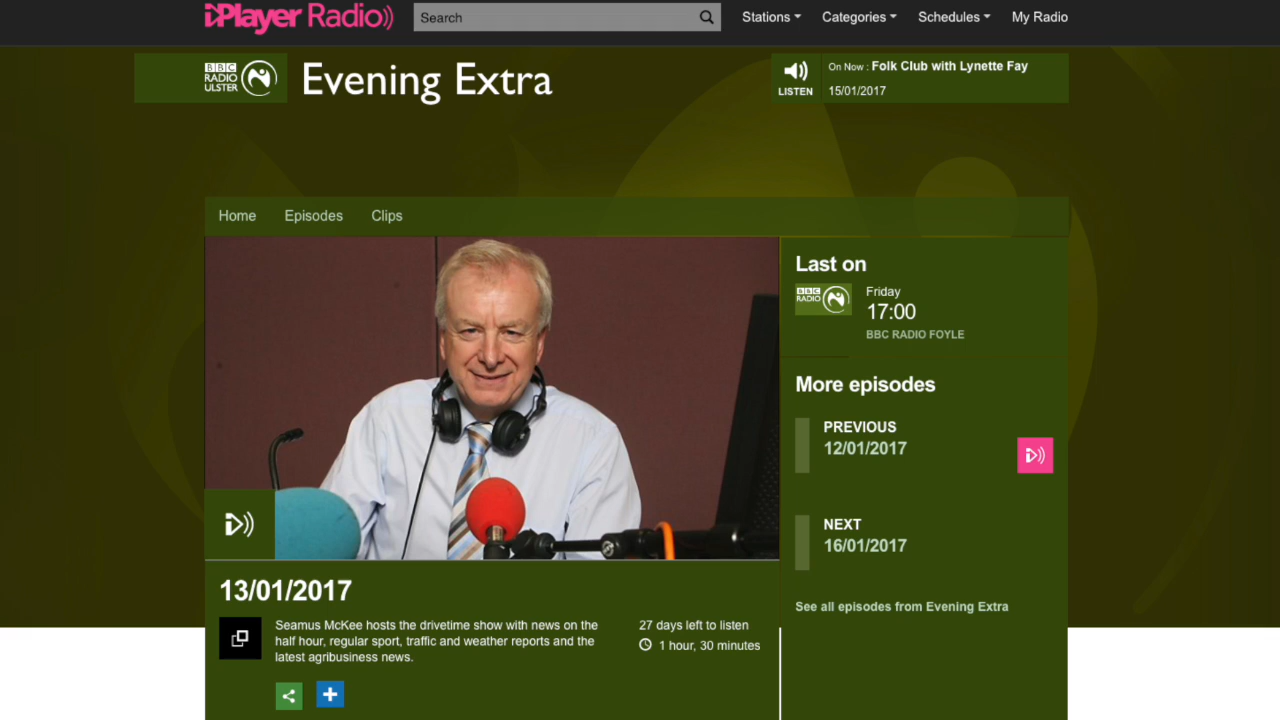 iPlayer Radio
Search
Stations
Categories
Schedules
My Radio
BBC
RADIO
ULSTER
Evening Extra
LISTEN
On Now : Folk Club with Lynette Fay
15/01/2017
Home
Episodes
Clips
Last on
BBC
RADIO
Friday
17:00
BBC RADIO FOYLE
More episodes
PREVIOUS
12/01/2017
NEXT
16/01/2017
See all episodes from Evening Extra
13/01/2017
Seamus McKee hosts the drivetime show with news on the
half hour, regular sport, traffic and weather reports and the
latest agribusiness news.
27 days left to listen
1 hour, 30 minutes